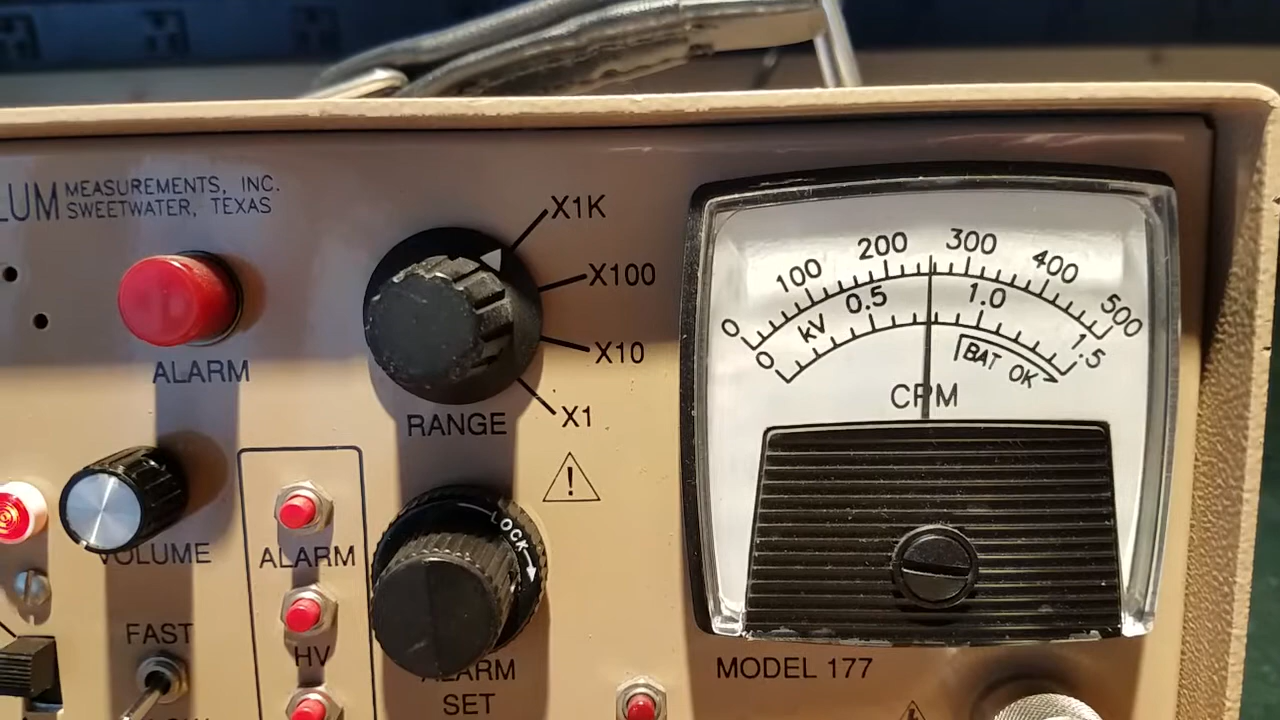 LUM MEASUREMENTS, INC.
SWEETWATER, TEXAS
ALARM
X1K
X100
X10
X1
RANGE
0 100 200 300 400 500
0 kV 0.5 1.0 1.5
BAT OK
CPM
!
VOLUME
ALARM
HV
LOCK
FAST
ALARM
SET
MODEL 177